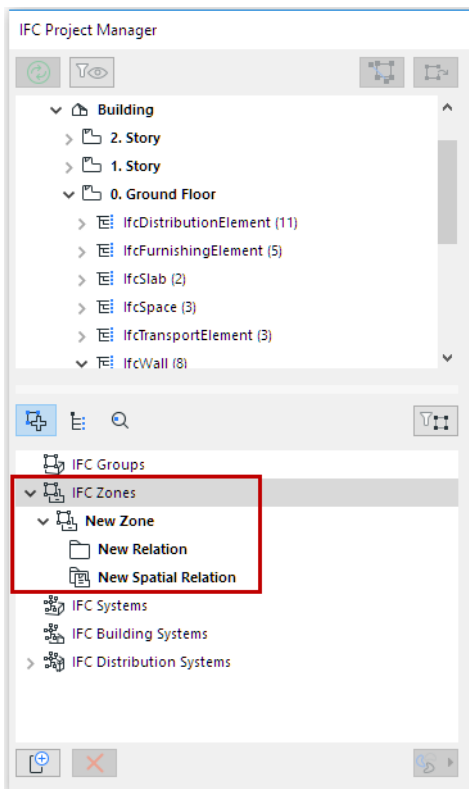 IFC Project Manager
Building
2. Story
1. Story
0. Ground Floor
IfcDistributionElement (11)
IfcFurnishingElement (5)
IfcSlab (2)
IfcSpace (3)
IfcTransportElement (3)
IfcWall (8)
IFC Groups
IFC Zones
New Zone
New Relation
New Spatial Relation
IFC Systems
IFC Building Systems
IFC Distribution Systems